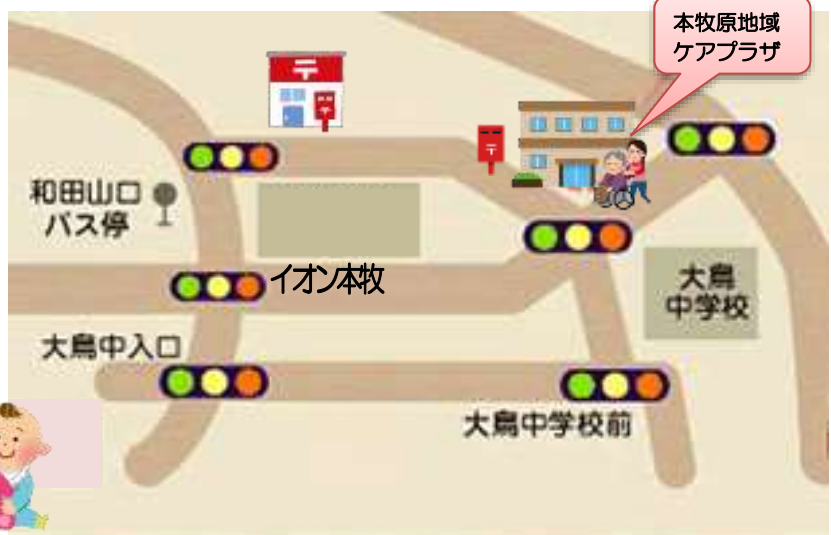 本牧原地域
ケアプラザ
和田山口
バス停
イオン本牧
大鳥
中学校
大鳥中入口
大鳥中学校前